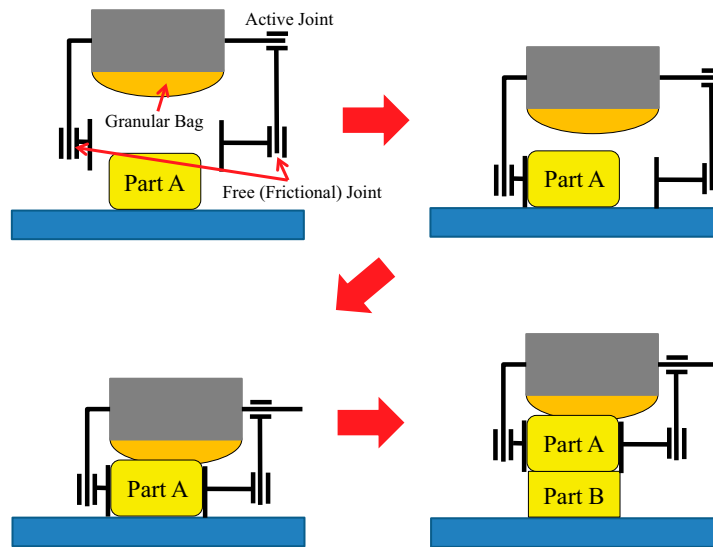 Active Joint
Granular Bag
Part A
Free (Frictional) Joint
Part A
Part A
Part A
Part B